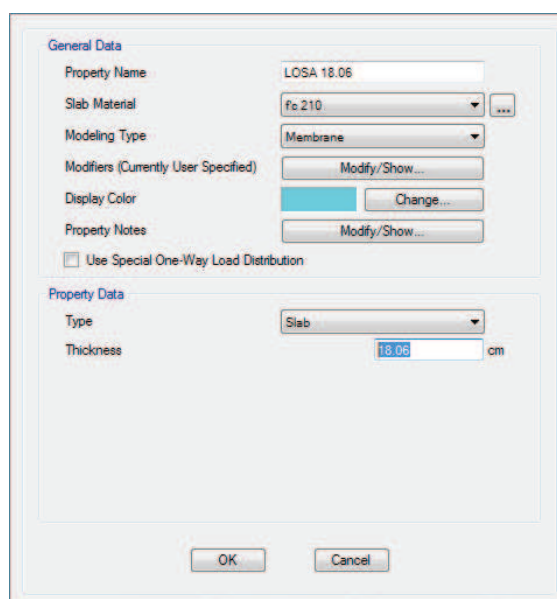 General Data
Property Name LOSA 18.06
Slab Material f'c 210 ...
Modeling Type Membrane
Modifiers (Currently User Specified) Modify/Show...
Display Color Change...
Property Notes Modify/Show...
Use Special One-Way Load Distribution
Property Data
Type Slab
Thickness 18.06 cm
OK Cancel